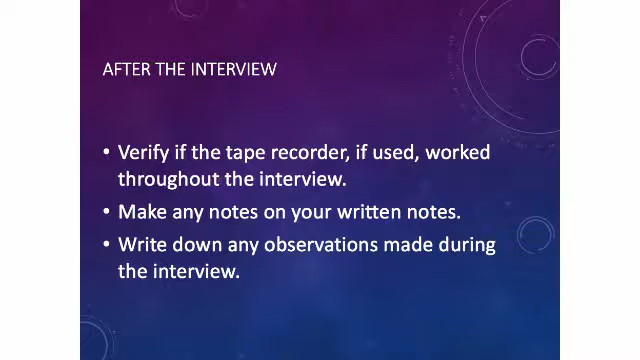 AFTER THE INTERVIEW
• Verify if the tape recorder, if used, worked
throughout the interview.
• Make any notes on your written notes.
• Write down any observations made during
the interview.